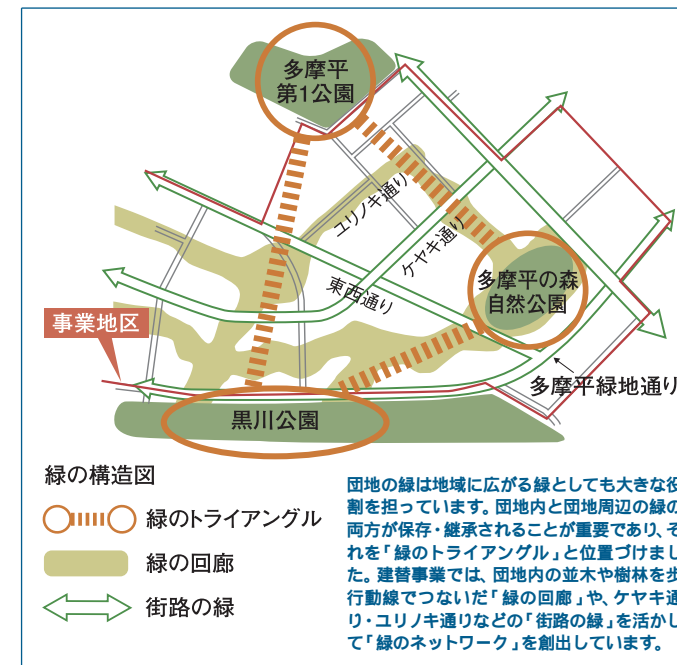 多摩平
第1公園
ユリノキ通り
ケヤキ通り
東西通り
多摩平の森
自然公園
事業地区
多摩平緑地通り
黒川公園
緑の構造図
緑のトライアングル
緑の回廊
街路の緑
団地の緑は地域に広がる緑としても大きな役
割を担っています。団地内と団地周辺の緑の
両方が保存・継承されることが重要であり、そ
れを「緑のトライアングル」と位置づけまし
た。建替事業では、団地内の並木や樹林を歩
行動線でつないだ「緑の回廊」や、ケヤキ通
り・ユリノキ通りなどの「街路の緑」を活かし
て「緑のネットワーク」を創出しています。